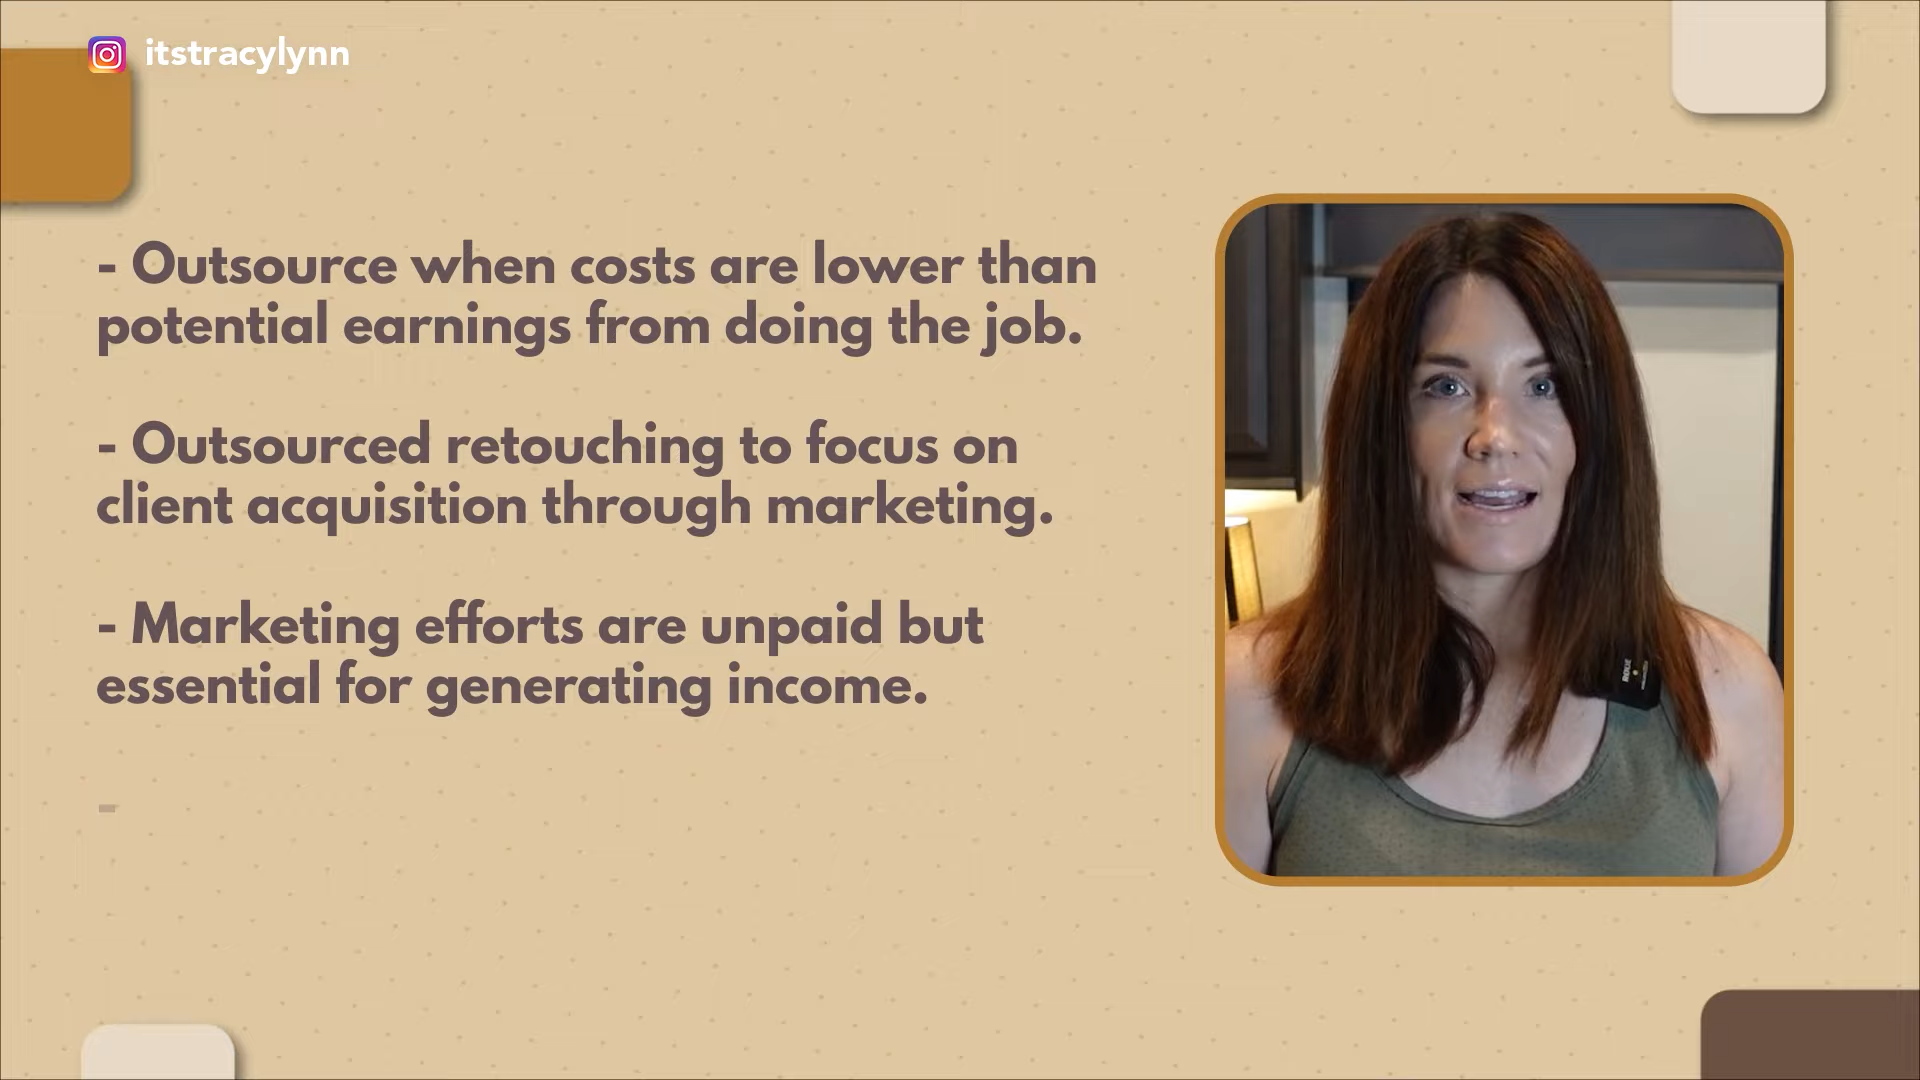 itstracylynn
- Outsource when costs are lower than
potential earnings from doing the job.
- Outsourced retouching to focus on
client acquisition through marketing.
- Marketing efforts are unpaid but
essential for generating income.
-
RØDE